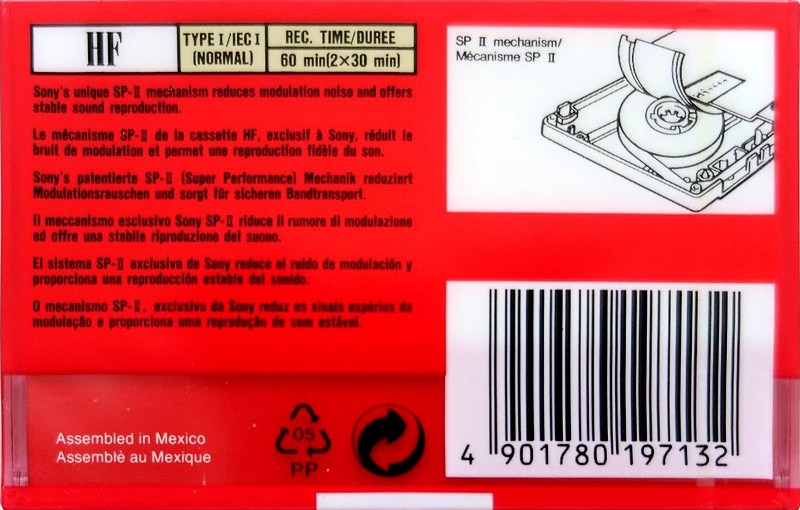 HF
TYPE I/IEC I
(NORMAL)
REC. TIME/DUREE
60 min(2×30 min)
SP II mechanism/
Mécanisme SP II
Sony's unique SP-II mechanism reduces modulation noise and offers
stable sound reproduction.
Le mécanisme SP-II de la cassette HF, exclusif à Sony, réduit le
bruit de modulation et permet une reproduction fidèle du son.
Sony's patentierte SP-II (Super Performance) Mechanik reduziert
Modulationsrauschen und sorgt für sicheren Bandtransport.
Il meccanismo esclusivo Sony SP-II riduce il rumore di modulazione
ed offre una stabile riproduzione del suono.
El sistema SP-II exclusivo de Sony reduce el ruido de modulación y
proporciona una reproducción estable del sonido.
O mecanismo SP-II, exclusivo da Sony reduz os sinais espúrios da
modulação e proporciona uma reprodução de som estável.
Assembled in Mexico
Assemblè au Mexique
05
PP
4 901780 197132